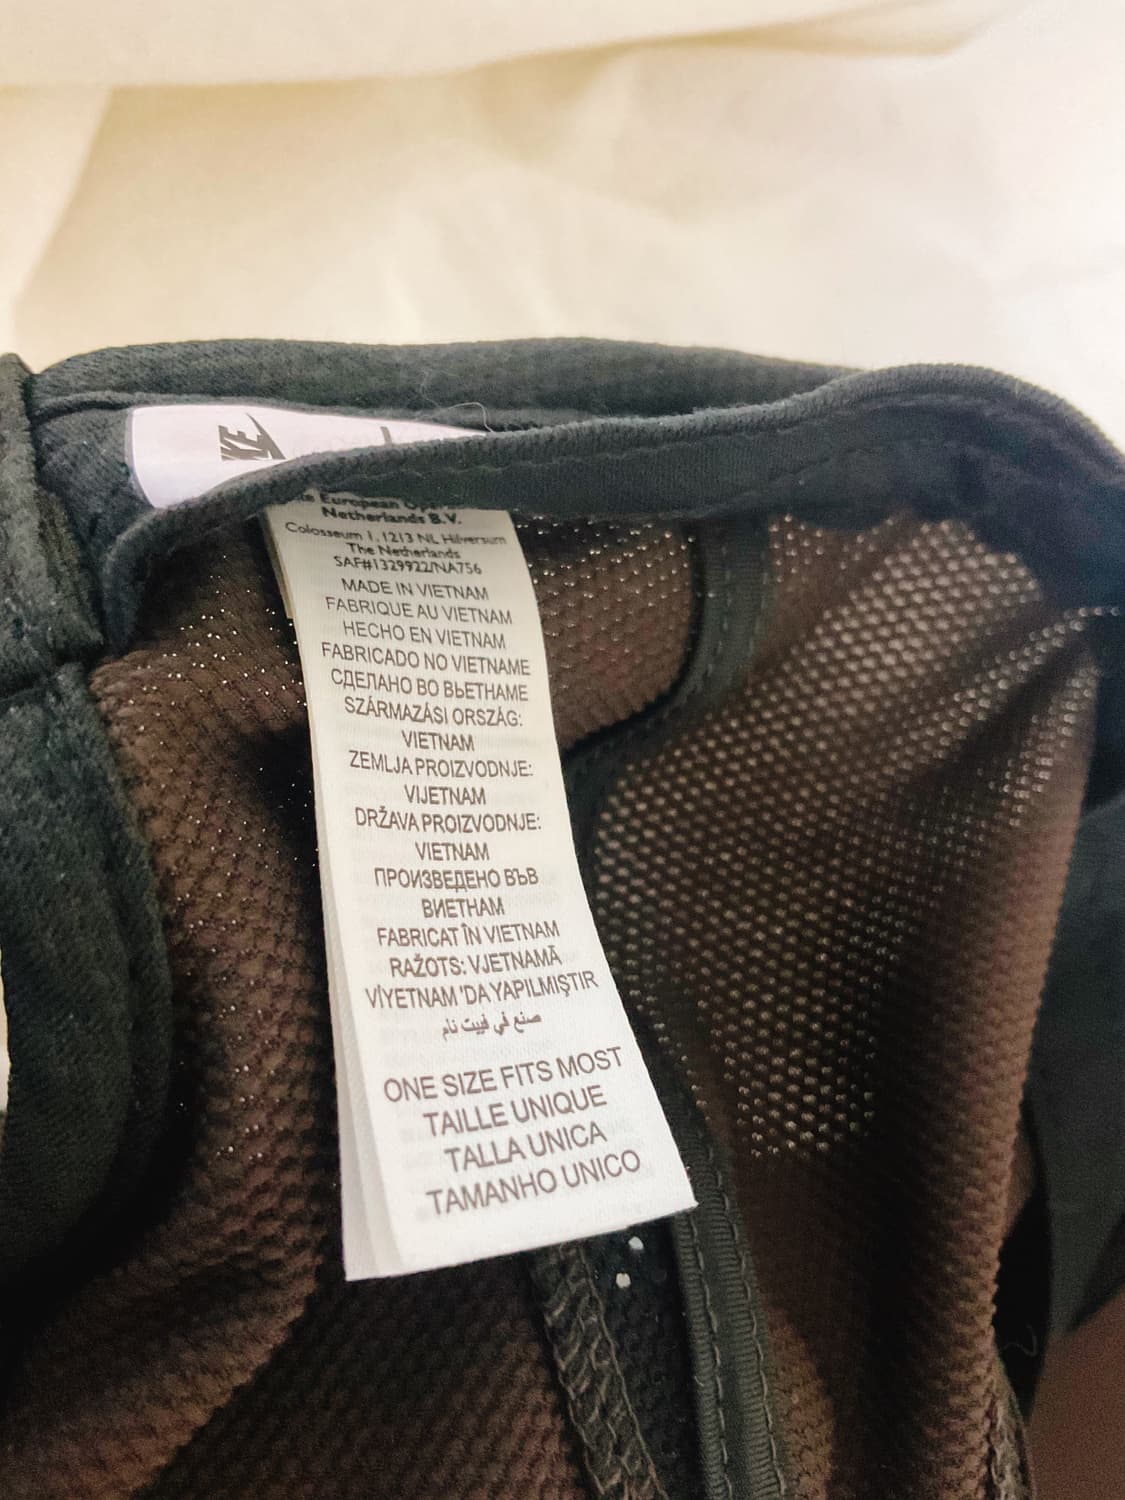 NIKE
European
Netherlands B.V.
Colosseum 1, 1213 NL Hilversum
The Netherlands
SAF#1329922/NA756
MADE IN VIETNAM
FABRIQUE AU VIETNAM
HECHO EN VIETNAM
FABRICADO NO VIETNAME
СДЕЛАНО ВО ВЬЕТНАМЕ
SZÁRMAZÁSI ORSZÁG:
VIETNAM
ZEMLJA PROIZVODNJE:
VIJETNAM
DRŽAVA PROIZVODNJE:
VIETNAM
ПРОИЗВЕДЕНО ВЪВ
ВИЕТНАМ
FABRICAT ÎN VIETNAM
RAŽOTS: VJETNAMĀ
VİYETNAM 'DA YAPILMIŞTIR
صنع في فييت نام
ONE SIZE FITS MOST
TAILLE UNIQUE
TALLA UNICA
TAMANHO UNICO